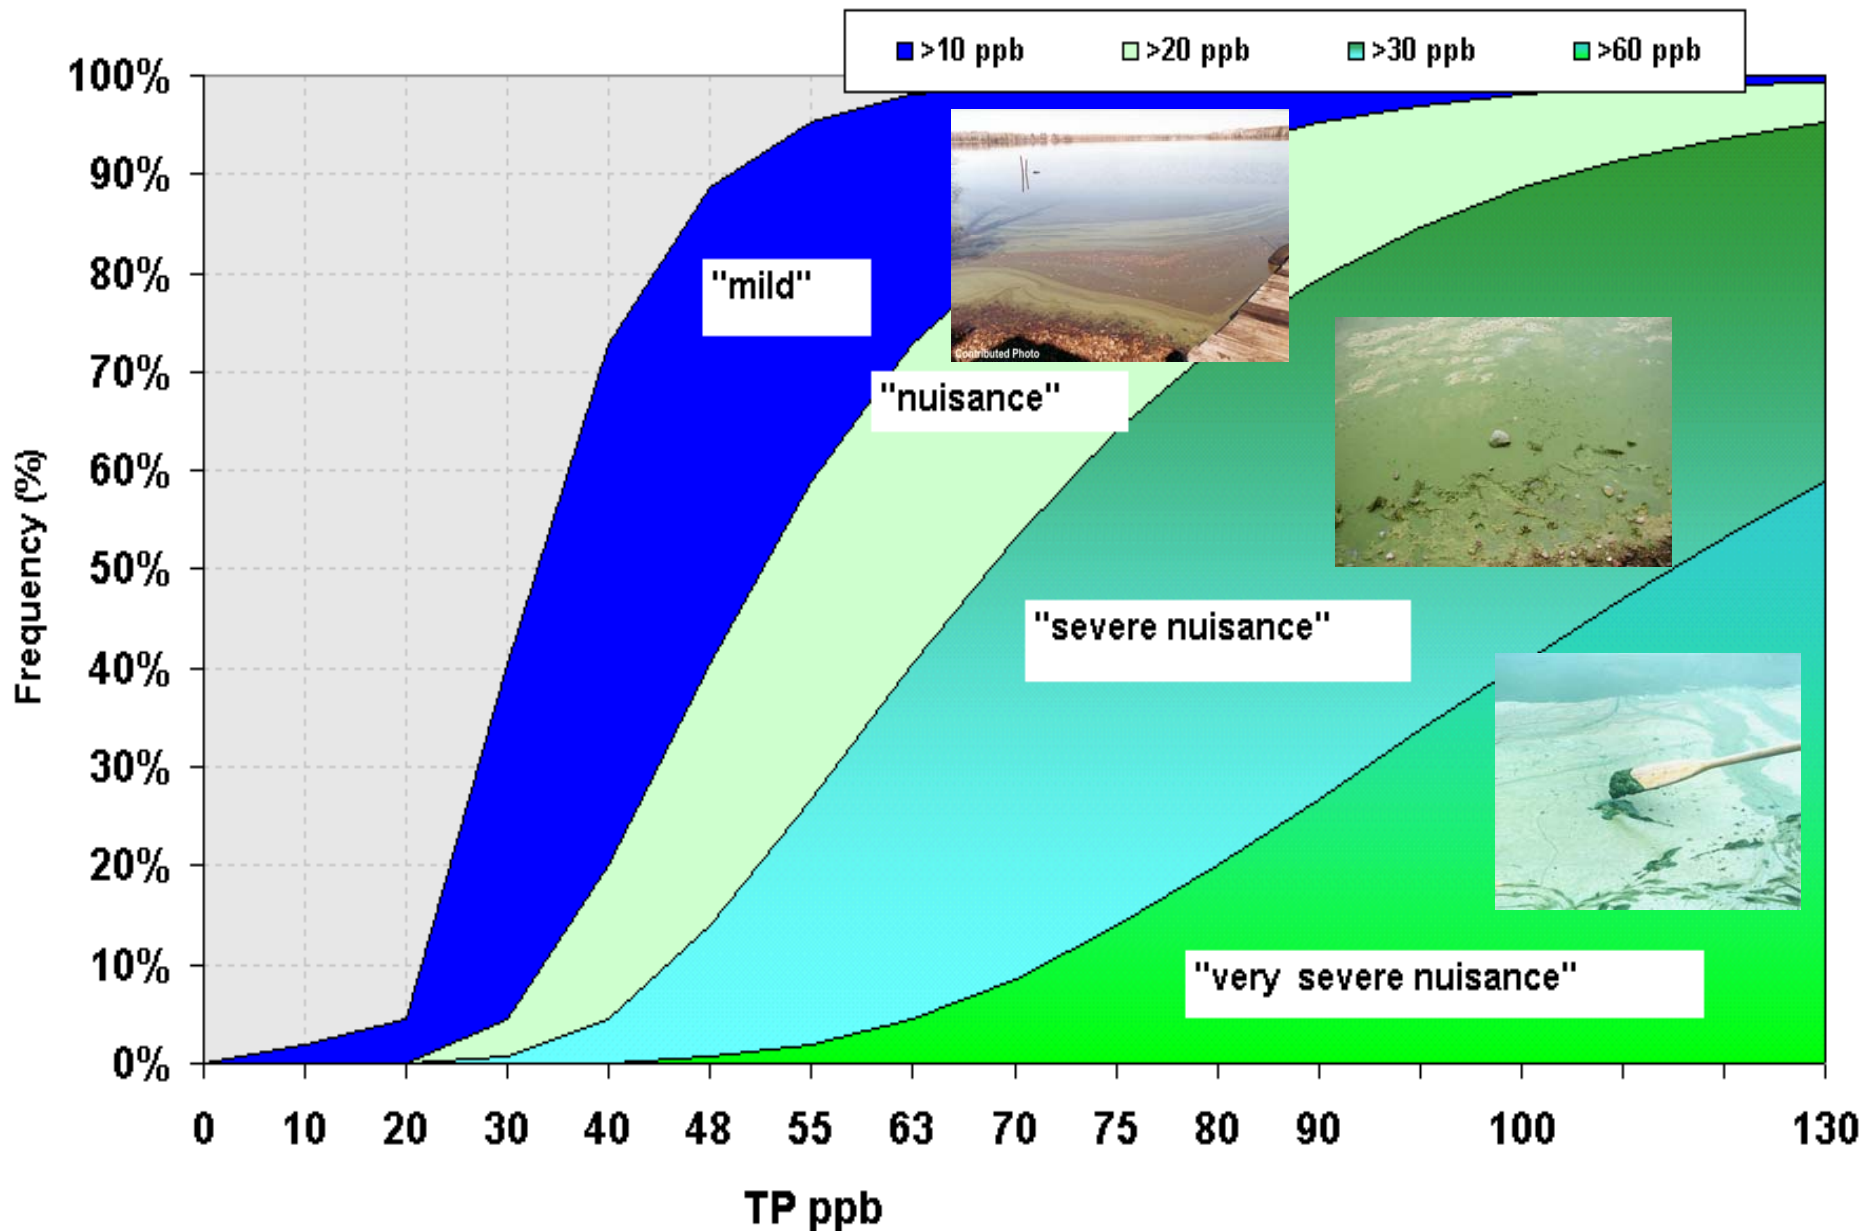 >10 ppb >20 ppb >30 ppb >60 ppb
100%
90%
80%
70%
60%
50%
40%
30%
20%
10%
0%
Frequency (%)
"mild"
Contributed Photo
"nuisance"
"severe nuisance"
"very severe nuisance"
0 10 20 30 40 48 55 63 70 75 80 90 100 130
TP ppb